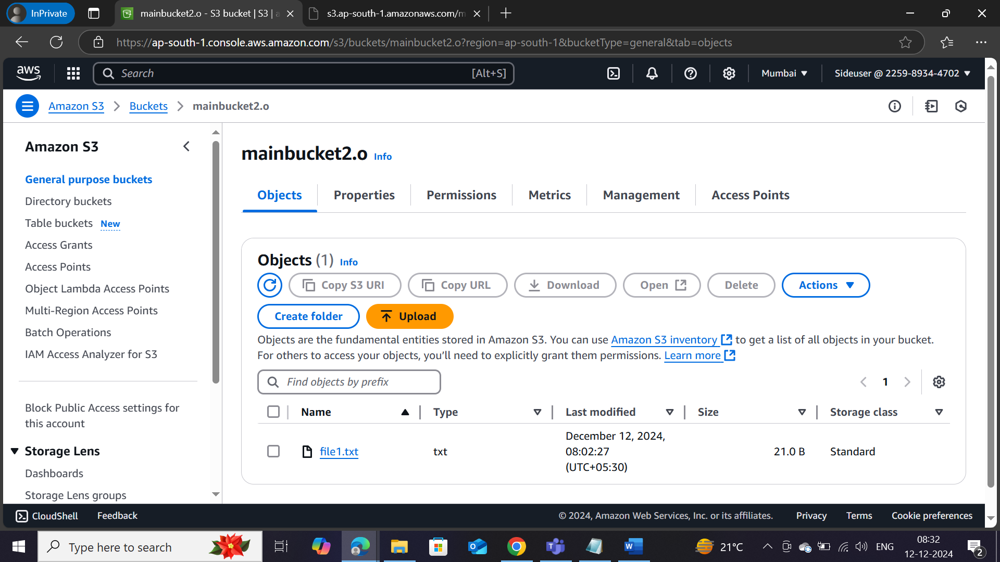 InPrivate
mainbucket2.o - S3 bucket | S3 | a
s3.ap-south-1.amazonaws.com/m
https://ap-south-1.console.aws.amazon.com/s3/buckets/mainbucket2.o?region=ap-south-1&bucketType=general&tab=objects
aws
Search
[Alt+S]
Mumbai
Sideuser @ 2259-8934-4702
Amazon S3
Buckets
mainbucket2.o
Amazon S3
General purpose buckets
Directory buckets
Table buckets New
Access Grants
Access Points
Object Lambda Access Points
Multi-Region Access Points
Batch Operations
IAM Access Analyzer for S3
Block Public Access settings for
this account
Storage Lens
Dashboards
Storage Lens groups
mainbucket2.o Info
Objects
Properties
Permissions
Metrics
Management
Access Points
Objects (1) Info
Copy S3 URI
Copy URL
Download
Open
Delete
Actions
Create folder
Upload
Objects are the fundamental entities stored in Amazon S3. You can use Amazon S3 inventory to get a list of all objects in your bucket.
For others to access your objects, you’ll need to explicitly grant them permissions. Learn more
Find objects by prefix
1
Name
Type
Last modified
Size
Storage class
file1.txt
txt
December 12, 2024,
08:02:27
(UTC+05:30)
21.0 B
Standard
CloudShell
Feedback
© 2024, Amazon Web Services, Inc. or its affiliates.
Privacy
Terms
Cookie preferences
Type here to search
21°C
ENG
08:32
12-12-2024
2